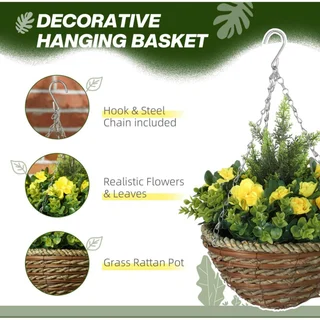 DECORATIVE
HANGING BASKET
Hook & Steel
Chain included
Realistic Flowers
& Leaves
Grass Rattan Pot